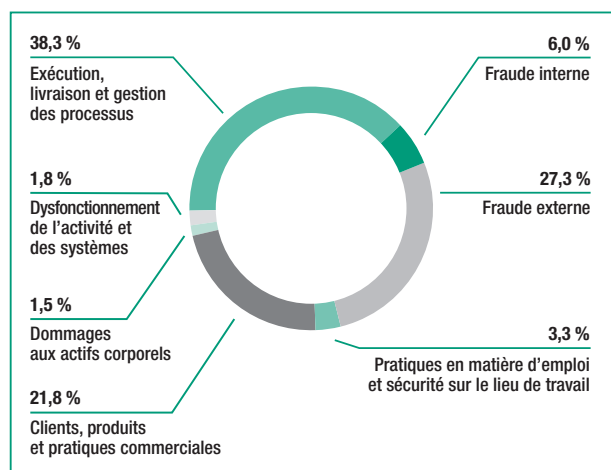 38,3 %
Exécution,
livraison et gestion
des processus
6,0 %
Fraude interne
1,8 %
Dysfonctionnement
de l’activité et
des systèmes
27,3 %
Fraude externe
1,5 %
Dommages
aux actifs corporels
3,3 %
Pratiques en matière d’emploi
et sécurité sur le lieu de travail
21,8 %
Clients, produits
et pratiques commerciales